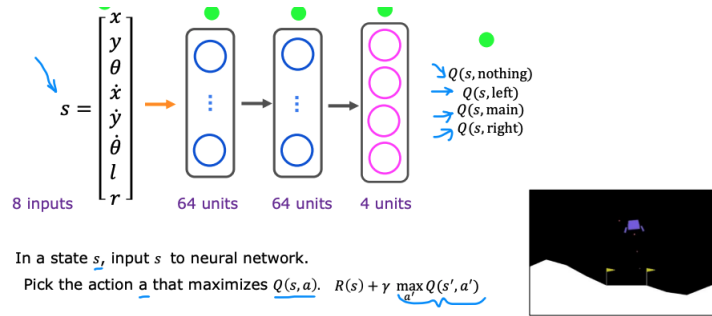 s =
x
y
θ
ẋ
ẏ
θ̇
l
r
Q(s, nothing)
Q(s, left)
Q(s, main)
Q(s, right)
8 inputs
64 units
64 units
4 units
In a state s, input s to neural network.
Pick the action a that maximizes Q(s, a). R(s) + γ max Q(s′, a′)
a′